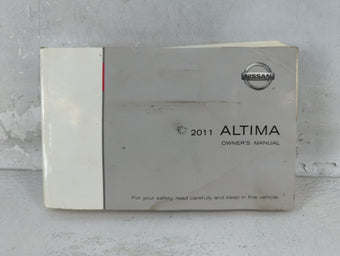 NISSAN
2011 ALTIMA
OWNER'S MANUAL
For your safety, read carefully and keep in this vehicle.